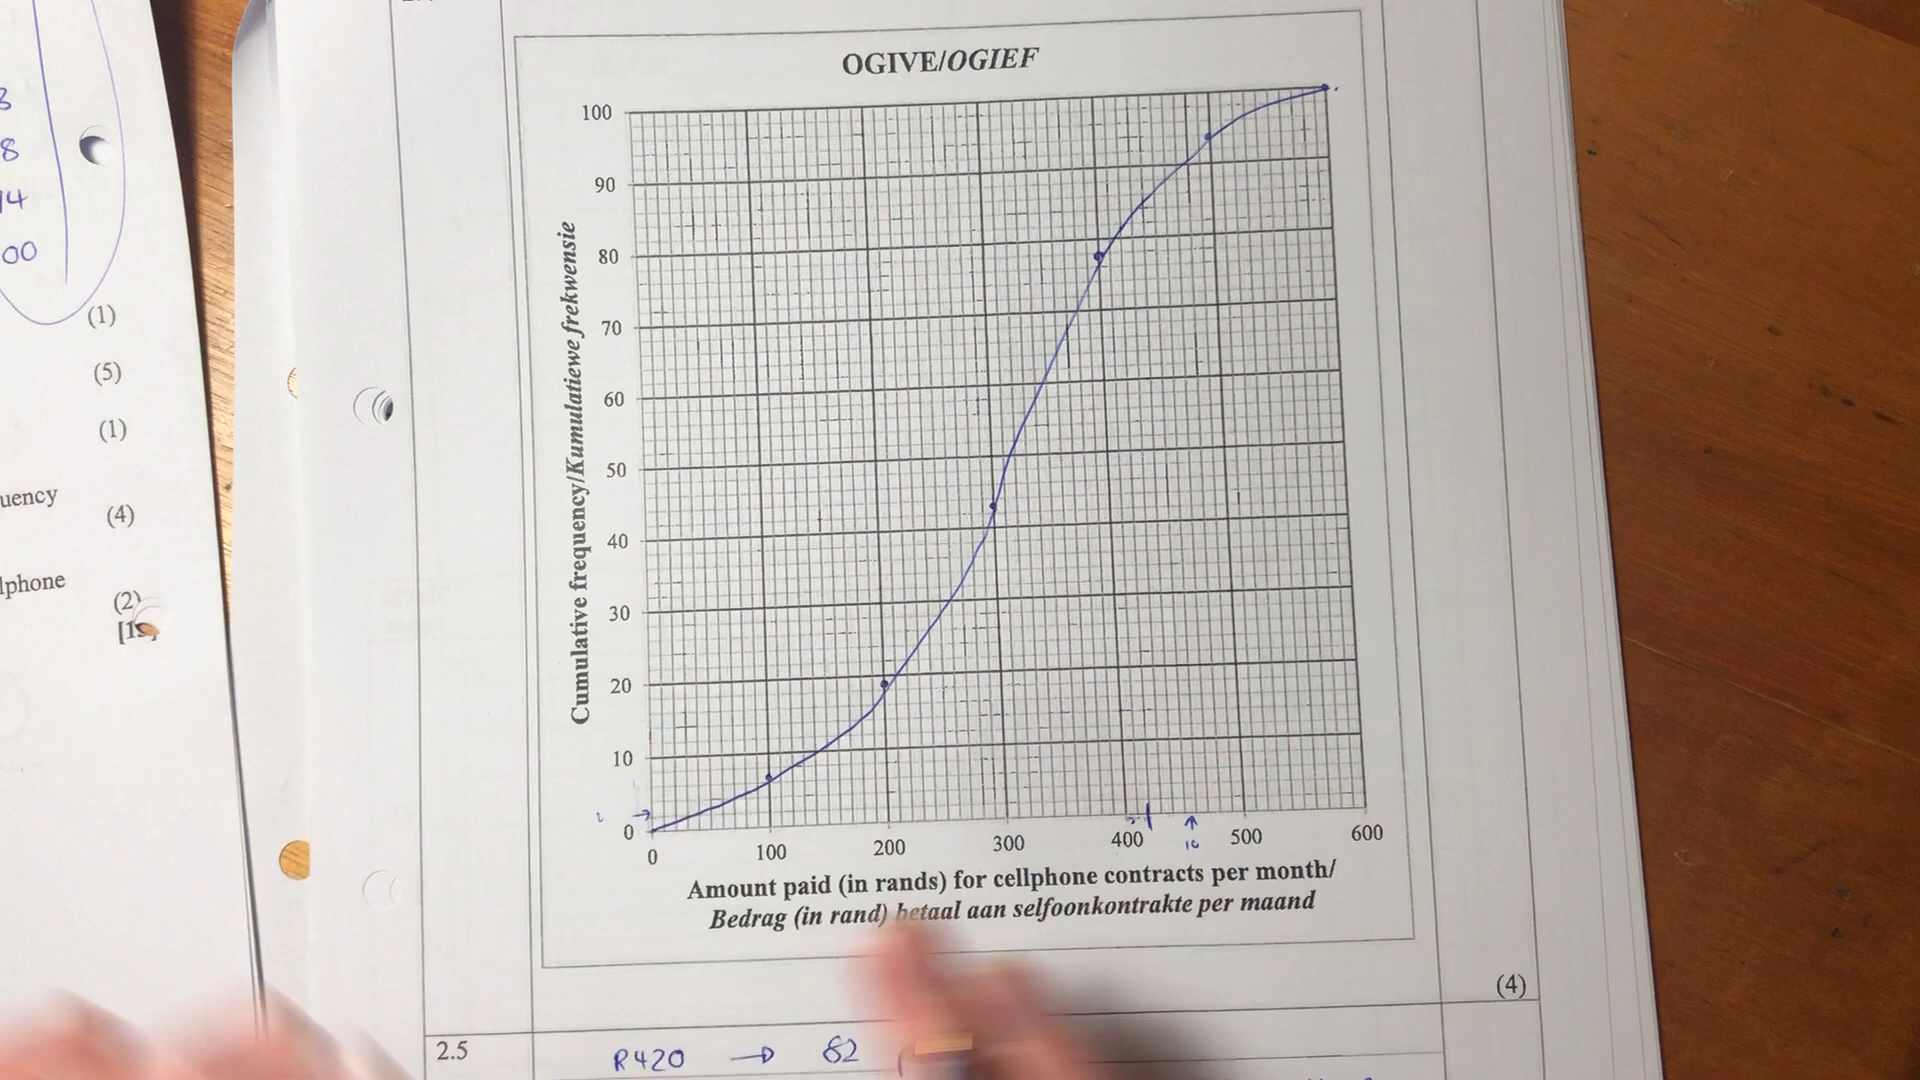 3
8
14
00
(1)
(5)
(1)
uency
(4)
lphone
(2)
OGIVE/OGIEF
Cumulative frequency/Kumulatiewe frekwensie
100
90
80
70
60
50
40
30
20
10
0
0 100 200 300 400 500 600
10
Amount paid (in rands) for cellphone contracts per month/
Bedrag (in rand) betaal aan selfoonkontrakte per maand
(4)
2.5 R420 → 82